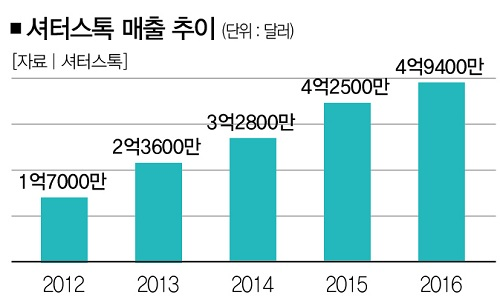 ■ 셔터스톡 매출 추이 (단위 : 달러)
[자료 | 셔터스톡]
1억7000만
2억3600만
3억2800만
4억2500만
4억9400만
2012 2013 2014 2015 2016